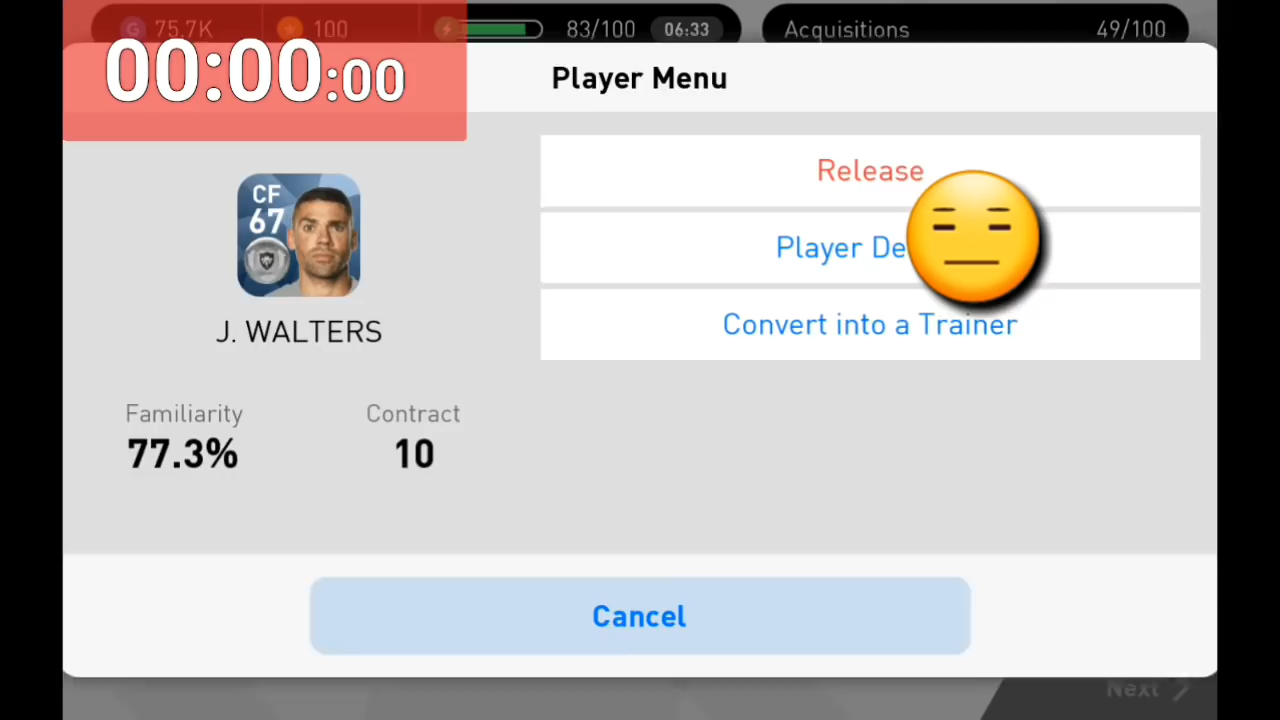 G 75.7K 100 83/100 06:33 Acquisitions 49/100
00:00:00
Player Menu
Release
CF
67
Player De
Convert into a Trainer
J. WALTERS
Familiarity Contract
77.3% 10
Cancel
Next